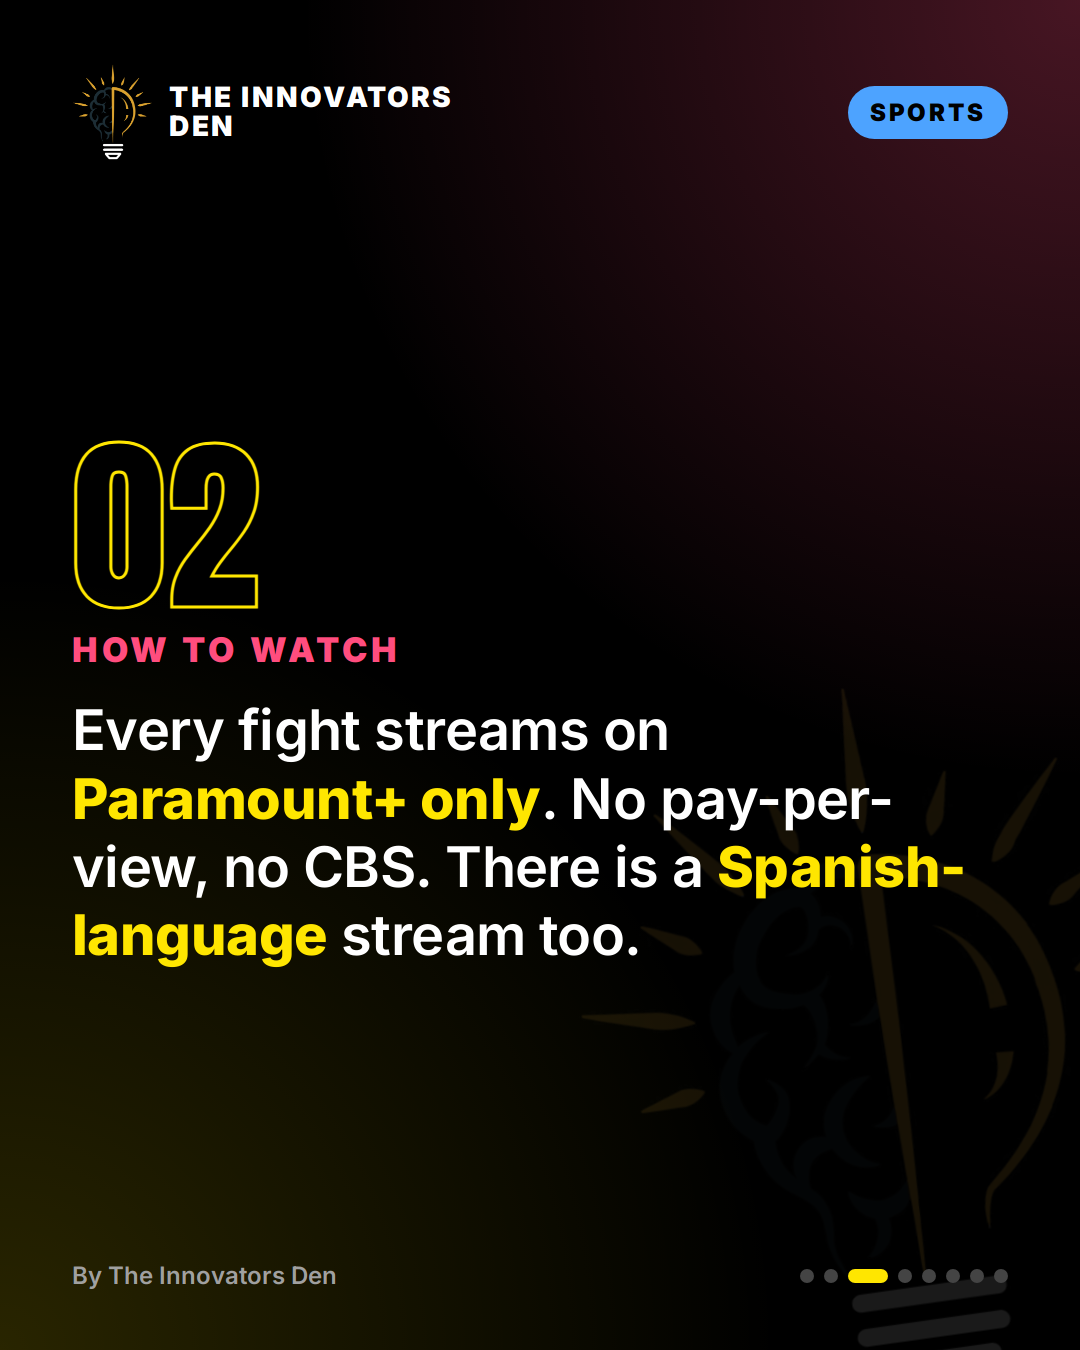 THE INNOVATORS
DEN
SPORTS
02
HOW TO WATCH
Every fight streams on
Paramount+ only. No pay-per-
view, no CBS. There is a Spanish-
language stream too.
By The Innovators Den